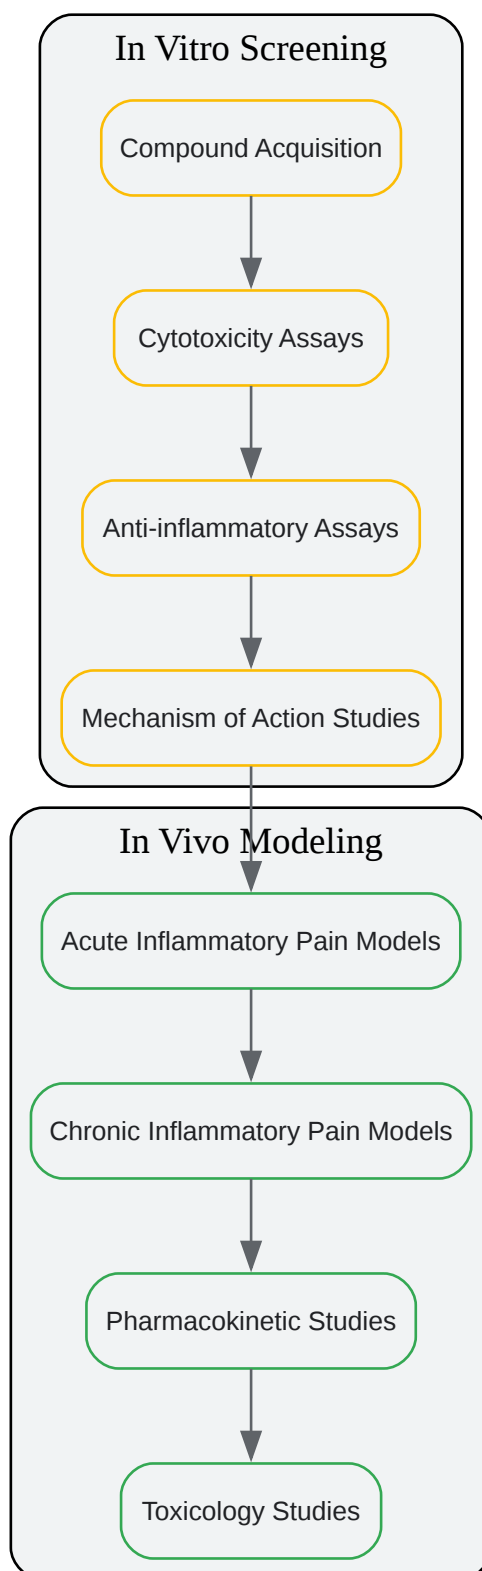 In Vitro Screening
Compound Acquisition
Cytotoxicity Assays
Anti-inflammatory Assays
Mechanism of Action Studies
In Vivo Modeling
Acute Inflammatory Pain Models
Chronic Inflammatory Pain Models
Pharmacokinetic Studies
Toxicology Studies